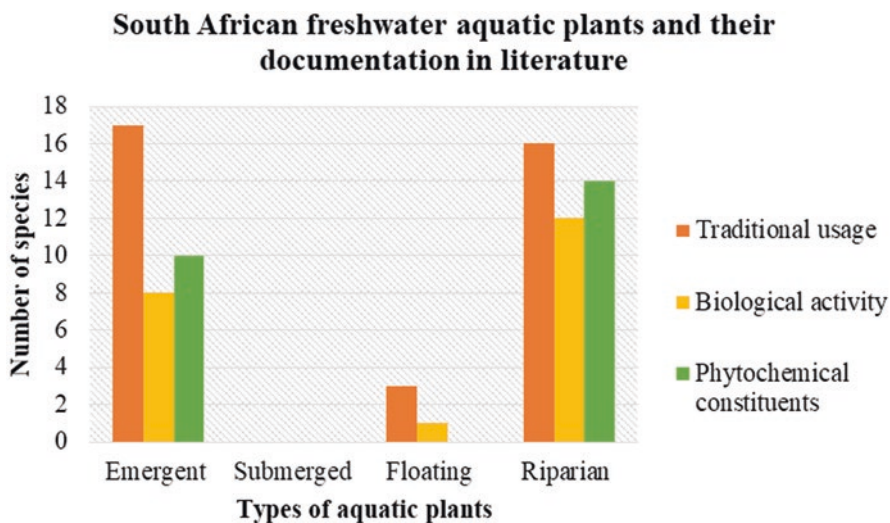 South African freshwater aquatic plants and their
documentation in literature
Number of species
18
16
14
12
10
8
6
4
2
0
Emergent Submerged Floating Riparian
Types of aquatic plants
Traditional usage
Biological activity
Phytochemical
constituents